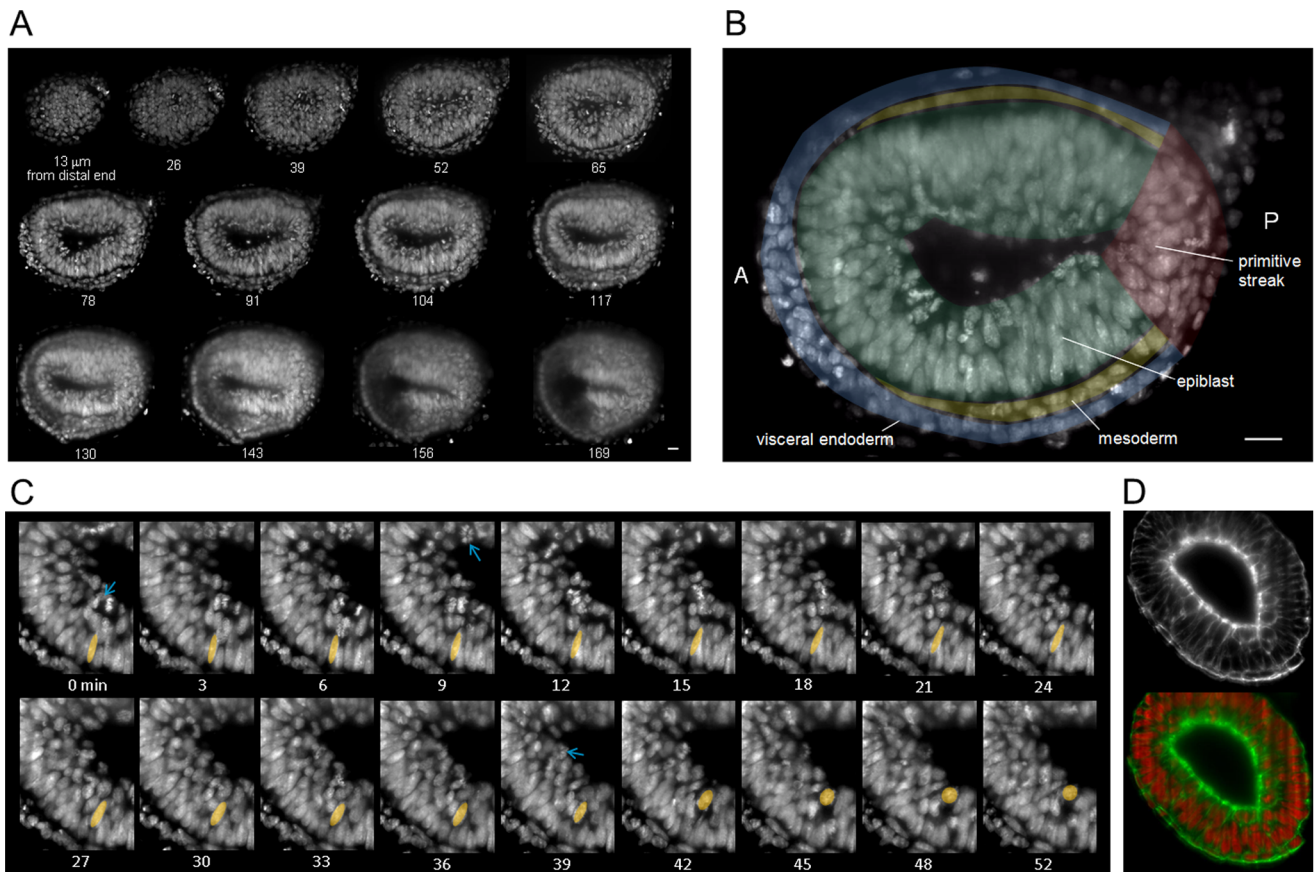 A
13 μm
from distal end
26
39
52
65
78
91
104
117
130
143
156
169
B
A
P
primitive
streak
epiblast
mesoderm
visceral endoderm
C
0 min
3
6
9
12
15
18
21
24
27
30
33
36
39
42
45
48
52
D